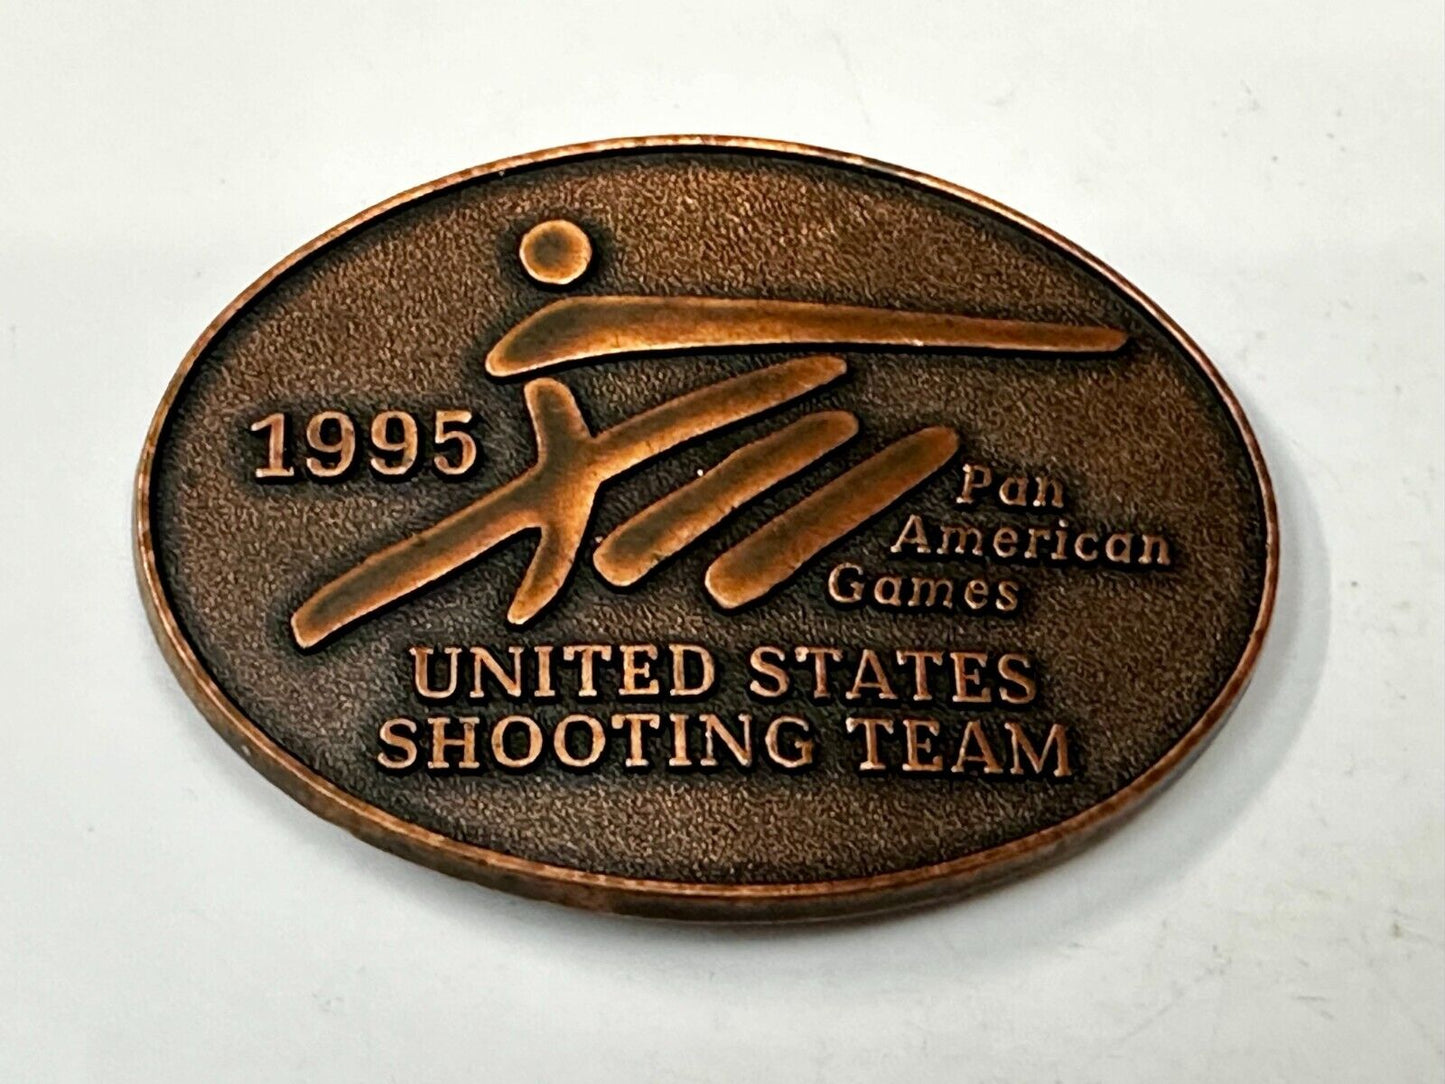 1995
Pan
American
Games
UNITED STATES
SHOOTING TEAM